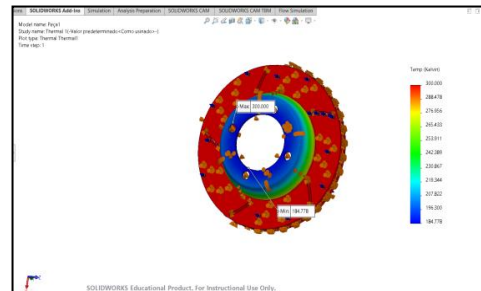 SOLIDWORKS Add-Ins Simulation Analysis Preparation SOLIDWORKS CAM SOLIDWORKS CAM TBM Flow Simulation
Model Name: Pieza1
Study name: Thermal 1(-Valor predeterminado<Como usinado>-)
Plot type: Thermal Thermal1
Time step: 1
Temp (Kelvin)
300.000
288.478
276.956
265.433
253.911
242.389
230.867
219.344
207.822
196.300
184.778
Max: 300.000
Min: 184.778
SOLIDWORKS Educational Product. For Instructional Use Only.